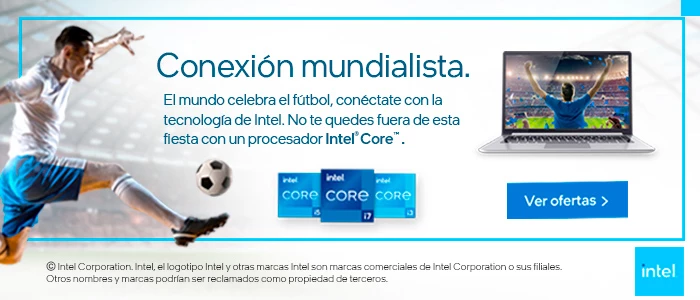 Conexión mundialista.
El mundo celebra el fútbol, conéctate con la
tecnología de Intel. No te quedes fuera de esta
fiesta con un procesador Intel® Core™.
intel
CORE
i5
intel
CORE
i7
intel
CORE
i3
Ver ofertas >
© Intel Corporation. Intel, el logotipo Intel y otras marcas Intel son marcas comerciales de Intel Corporation o sus filiales.
Otros nombres y marcas podrían ser reclamados como propiedad de terceros.
intel